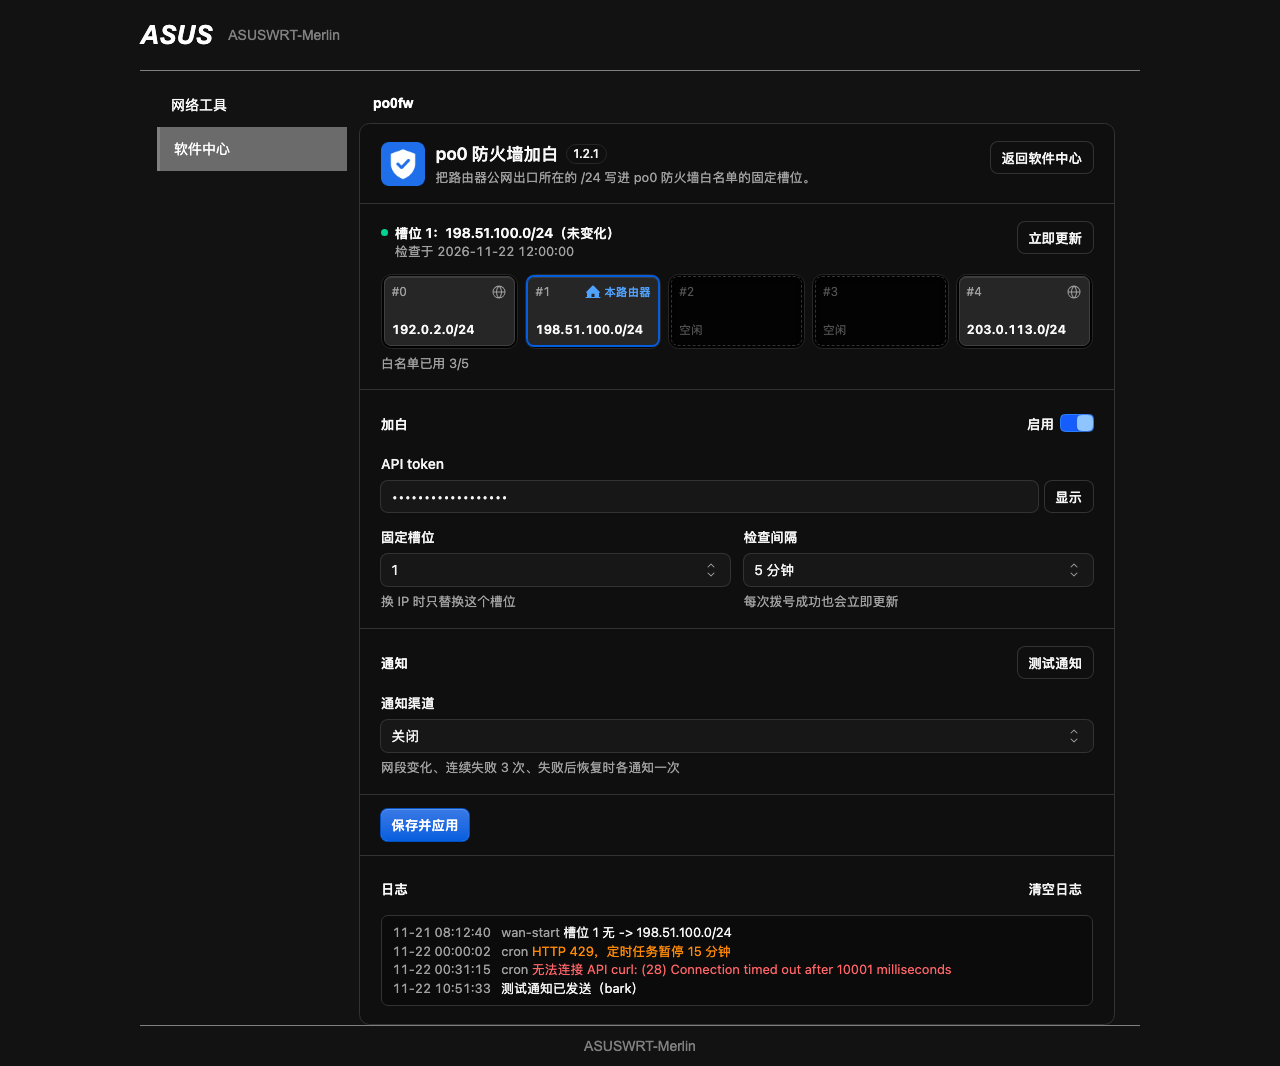 ASUS ASUSWRT-Merlin
网络工具
软件中心
po0fw
po0 防火墙加白 1.2.1
把路由器公网出口所在的 /24 写进 po0 防火墙白名单的固定槽位。
返回软件中心
槽位 1：198.51.100.0/24（未变化）
检查于 2026-11-22 12:00:00
立即更新
#0
192.0.2.0/24
#1 本路由器
198.51.100.0/24
#2
空闲
#3
空闲
#4
203.0.113.0/24
白名单已用 3/5
加白
启用
API token
••••••••••••••••••
显示
固定槽位
1
换 IP 时只替换这个槽位
检查间隔
5 分钟
每次拨号成功也会立即更新
通知
测试通知
通知渠道
关闭
网段变化、连续失败 3 次、失败后恢复时各通知一次
保存并应用
日志
清空日志
11-21 08:12:40 wan-start 槽位 1 无 -> 198.51.100.0/24
11-22 00:00:02 cron HTTP 429，定时任务暂停 15 分钟
11-22 00:31:15 cron 无法连接 API curl: (28) Connection timed out after 10001 milliseconds
11-22 10:51:33 测试通知已发送（bark）
ASUSWRT-Merlin